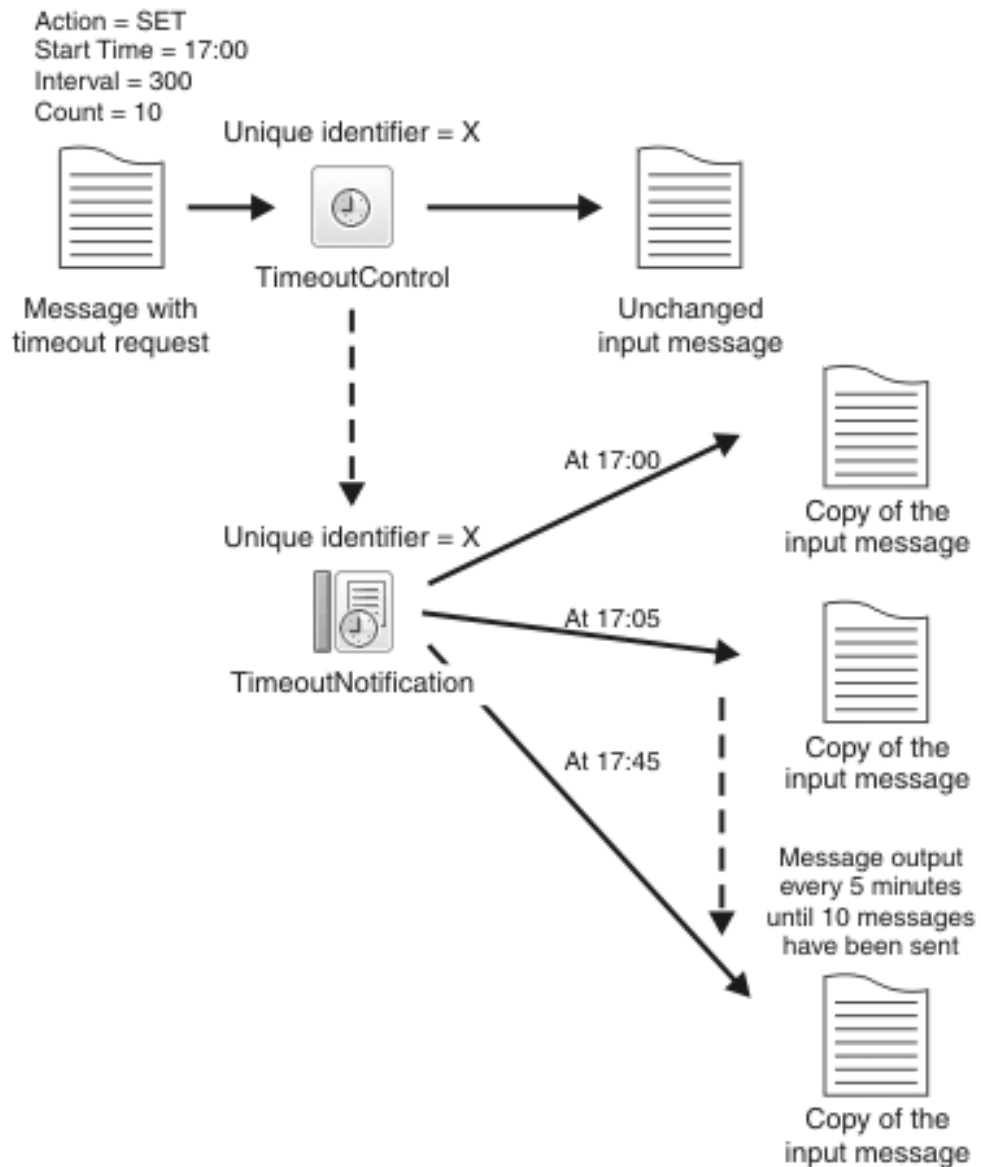 Action = SET
Start Time = 17:00
Interval = 300
Count = 10
Unique identifier = X
TimeoutControl
Message with
timeout request
Unchanged
input message
Unique identifier = X
TimeoutNotification
At 17:00
Copy of the
input message
At 17:05
Copy of the
input message
At 17:45
Message output
every 5 minutes
until 10 messages
have been sent
Copy of the
input message